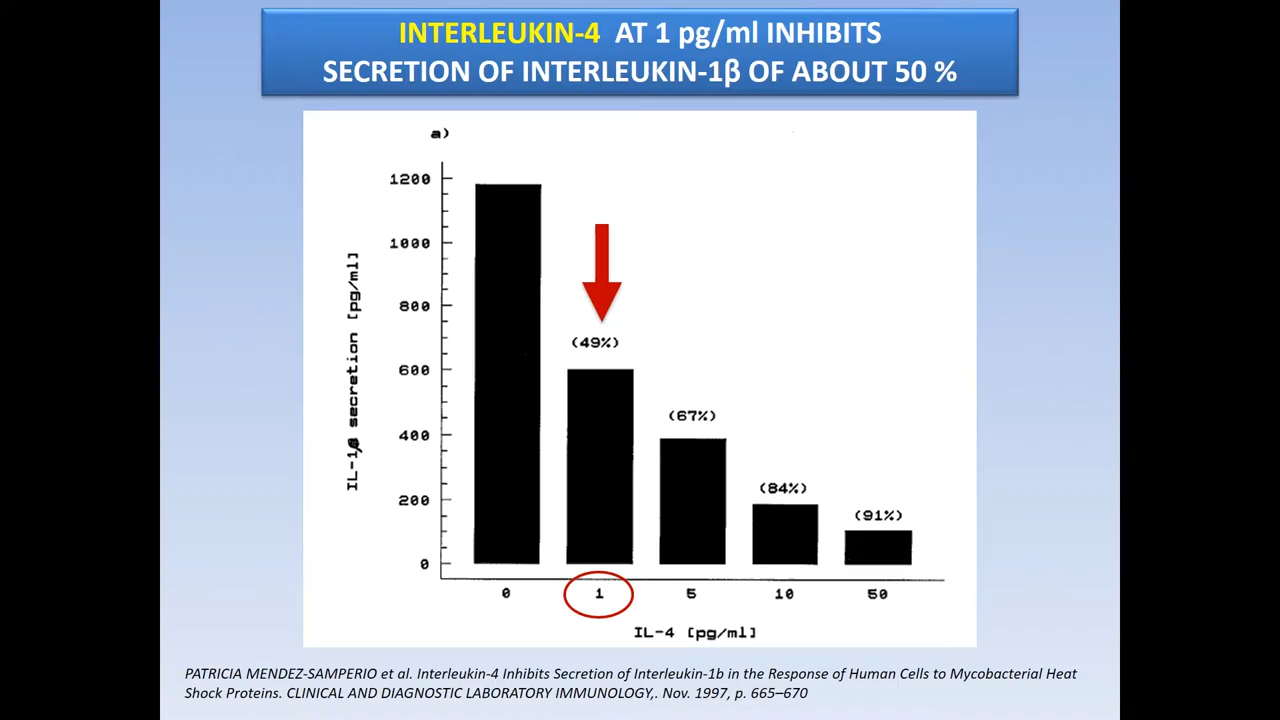 INTERLEUKIN-4 AT 1 pg/ml INHIBITS
SECRETION OF INTERLEUKIN-1β OF ABOUT 50 %
a)
1200
1000
800
600
400
200
0
IL-1β secretion [pg/ml]
(49%)
(67%)
(84%)
(91%)
0 1 5 10 50
IL-4 [pg/ml]
PATRICIA MENDEZ-SAMPERIO et al. Interleukin-4 Inhibits Secretion of Interleukin-1b in the Response of Human Cells to Mycobacterial Heat
Shock Proteins. CLINICAL AND DIAGNOSTIC LABORATORY IMMUNOLOGY,. Nov. 1997, p. 665–670